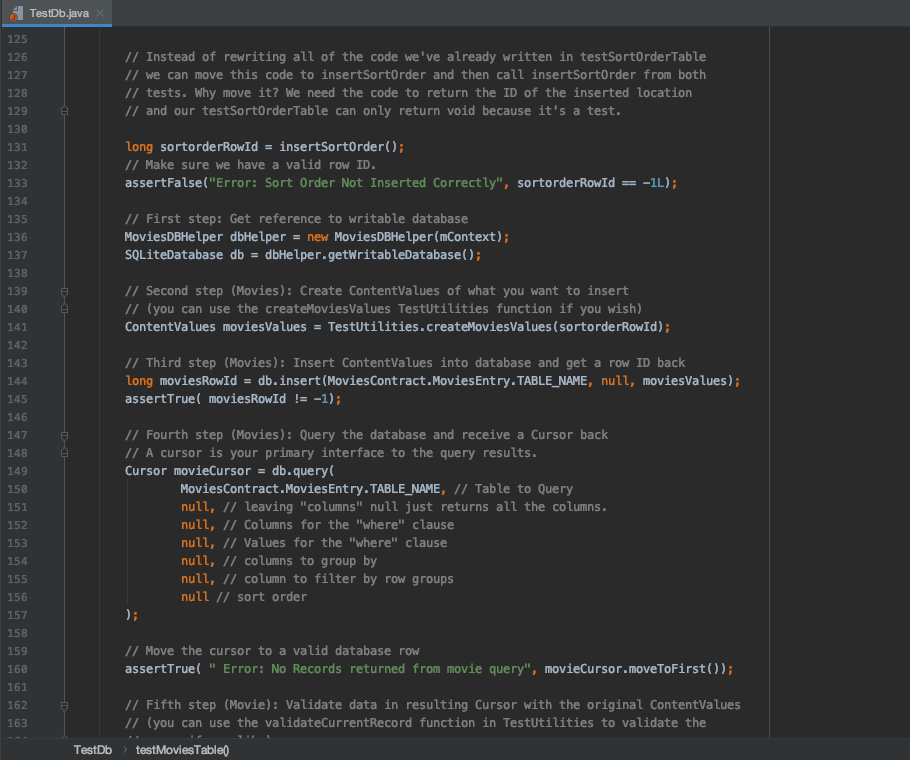 TestDb.java
125
126 // Instead of rewriting all of the code we've already written in testSortOrderTable
127 // we can move this code to insertSortOrder and then call insertSortOrder from both
128 // tests. Why move it? We need the code to return the ID of the inserted location
129 // and our testSortOrderTable can only return void because it's a test.
130
131 long sortorderRowId = insertSortOrder();
132 // Make sure we have a valid row ID.
133 assertFalse("Error: Sort Order Not Inserted Correctly", sortorderRowId == -1L);
134
135 // First step: Get reference to writable database
136 MoviesDBHelper dbHelper = new MoviesDBHelper(mContext);
137 SQLiteDatabase db = dbHelper.getWritableDatabase();
138
139 // Second step (Movies): Create ContentValues of what you want to insert
140 // (you can use the createMoviesValues TestUtilities function if you wish)
141 ContentValues moviesValues = TestUtilities.createMoviesValues(sortorderRowId);
142
143 // Third step (Movies): Insert ContentValues into database and get a row ID back
144 long moviesRowId = db.insert(MoviesContract.MoviesEntry.TABLE_NAME, null, moviesValues);
145 assertTrue( moviesRowId != -1);
146
147 // Fourth step (Movies): Query the database and receive a Cursor back
148 // A cursor is your primary interface to the query results.
149 Cursor movieCursor = db.query(
150 MoviesContract.MoviesEntry.TABLE_NAME, // Table to Query
151 null, // leaving "columns" null just returns all the columns.
152 null, // Columns for the "where" clause
153 null, // Values for the "where" clause
154 null, // columns to group by
155 null, // column to filter by row groups
156 null // sort order
157 );
158
159 // Move the cursor to a valid database row
160 assertTrue( " Error: No Records returned from movie query", movieCursor.moveToFirst());
161
162 // Fifth step (Movie): Validate data in resulting Cursor with the original ContentValues
163 // (you can use the validateCurrentRecord function in TestUtilities to validate the
TestDb › testMoviesTable()